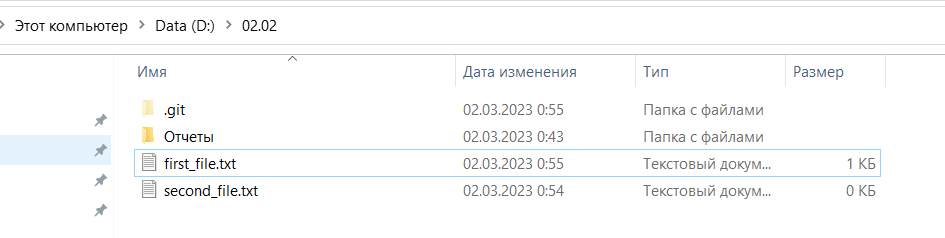 Этот компьютер > Data (D:) > 02.02
Имя Дата изменения Тип Размер
.git 02.03.2023 0:55 Папка с файлами
Отчеты 02.03.2023 0:43 Папка с файлами
first_file.txt 02.03.2023 0:55 Текстовый докум... 1 КБ
second_file.txt 02.03.2023 0:54 Текстовый докум... 0 КБ